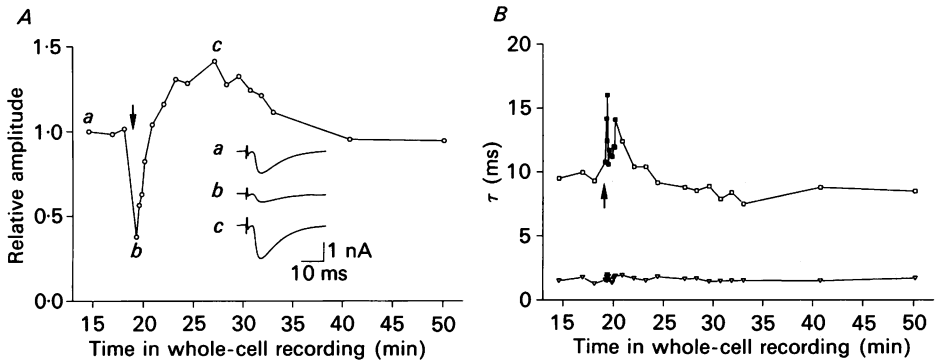 A
Relative amplitude
1·5
1·0
0·5
0·0
a
b
c
a
b
c
1 nA
10 ms
15 20 25 30 35 40 45 50
Time in whole-cell recording (min)
B
τ (ms)
20
15
10
5
0
15 20 25 30 35 40 45 50
Time in whole-cell recording (min)